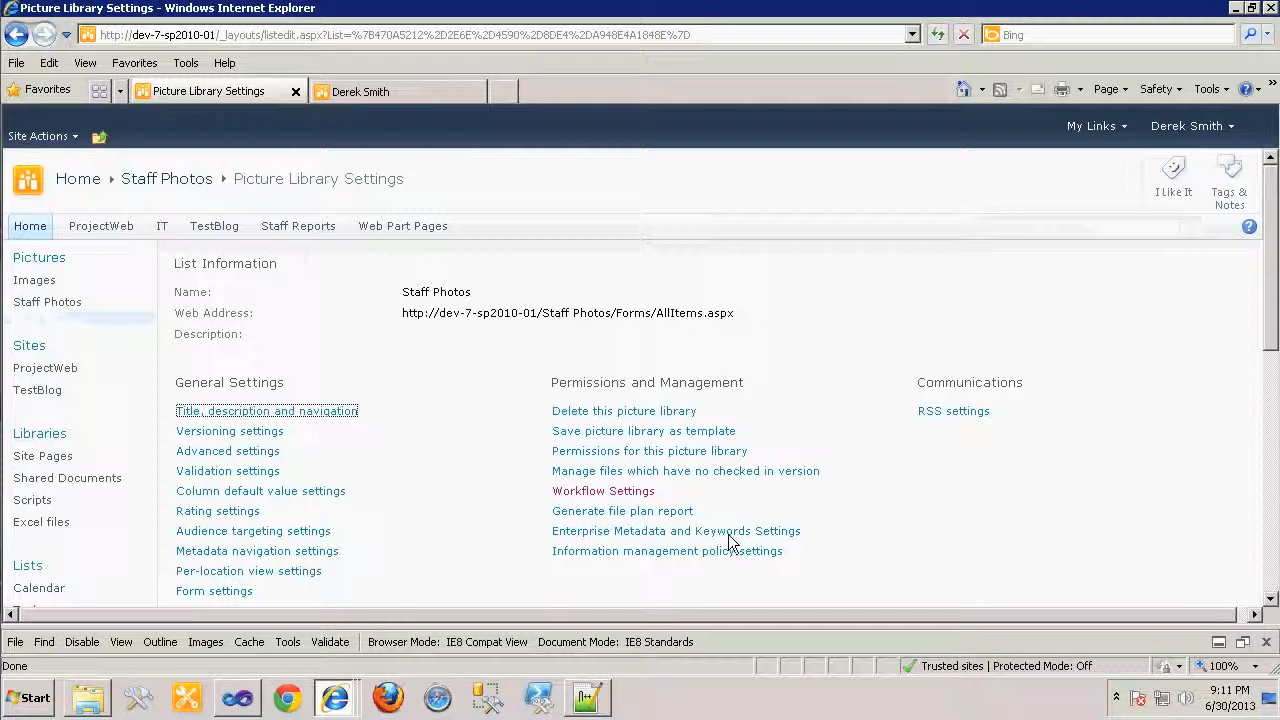 Picture Library Settings - Windows Internet Explorer
http://dev-7-sp2010-01/_layouts/listedit.aspx?List=%7B470A5212%2D2E6E%2D4590%2D8DE4%2DA948E4A1848E%7D
Bing
File Edit View Favorites Tools Help
Favorites Picture Library Settings Derek Smith Page Safety Tools
Site Actions My Links Derek Smith
Home Staff Photos Picture Library Settings
I Like It Tags & Notes
Home ProjectWeb IT TestBlog Staff Reports Web Part Pages
Pictures
Images
Staff Photos
Sites
ProjectWeb
TestBlog
Libraries
Site Pages
Shared Documents
Scripts
Excel files
Lists
Calendar
List Information
Name: Staff Photos
Web Address: http://dev-7-sp2010-01/Staff Photos/Forms/AllItems.aspx
Description:
General Settings
Title, description and navigation
Versioning settings
Advanced settings
Validation settings
Column default value settings
Rating settings
Audience targeting settings
Metadata navigation settings
Per-location view settings
Form settings
Permissions and Management
Delete this picture library
Save picture library as template
Permissions for this picture library
Manage files which have no checked in version
Workflow Settings
Generate file plan report
Enterprise Metadata and Keywords Settings
Information management policy settings
Communications
RSS settings
File Find Disable View Outline Images Cache Tools Validate Browser Mode: IE8 Compat View Document Mode: IE8 Standards
Done Trusted sites | Protected Mode: Off 100%
Start 9:11 PM
6/30/2013